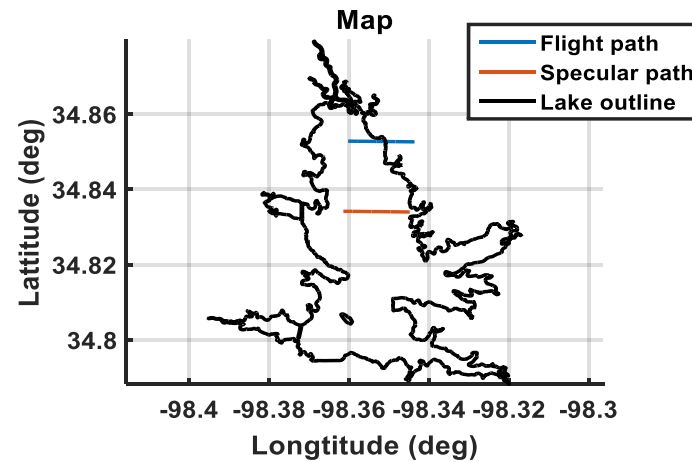 Map
Flight path
Specular path
Lake outline
34.86
34.84
34.82
34.8
Lattitude (deg)
-98.4 -98.38 -98.36 -98.34 -98.32 -98.3
Longtitude (deg)